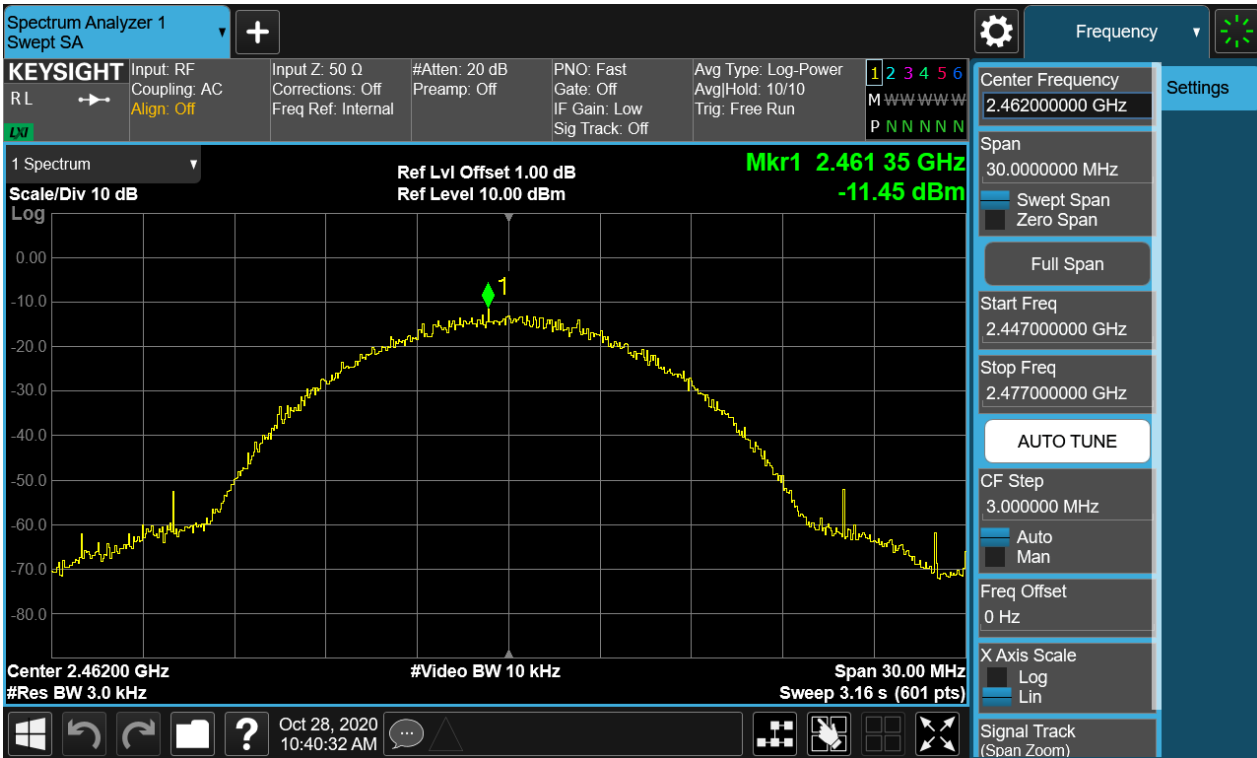 Spectrum Analyzer 1
Swept SA
+
Frequency
KEYSIGHT
R L
LXI
Input: RF
Coupling: AC
Align: Off
Input Z: 50 Ω
Corrections: Off
Freq Ref: Internal
#Atten: 20 dB
Preamp: Off
PNO: Fast
Gate: Off
IF Gain: Low
Sig Track: Off
Avg Type: Log-Power
Avg|Hold: 10/10
Trig: Free Run
1 2 3 4 5 6
M W W W W W
P N N N N N
1 Spectrum
Scale/Div 10 dB
Log
Ref Lvl Offset 1.00 dB
Ref Level 10.00 dBm
Mkr1 2.461 35 GHz
-11.45 dBm
1
0.00
-10.0
-20.0
-30.0
-40.0
-50.0
-60.0
-70.0
-80.0
Center 2.46200 GHz
#Video BW 10 kHz
Span 30.00 MHz
#Res BW 3.0 kHz
Sweep 3.16 s (601 pts)
?
Oct 28, 2020
10:40:32 AM
Center Frequency
2.462000000 GHz
Settings
Span
30.0000000 MHz
Swept Span
Zero Span
Full Span
Start Freq
2.447000000 GHz
Stop Freq
2.477000000 GHz
AUTO TUNE
CF Step
3.000000 MHz
Auto
Man
Freq Offset
0 Hz
X Axis Scale
Log
Lin
Signal Track
(Span Zoom)